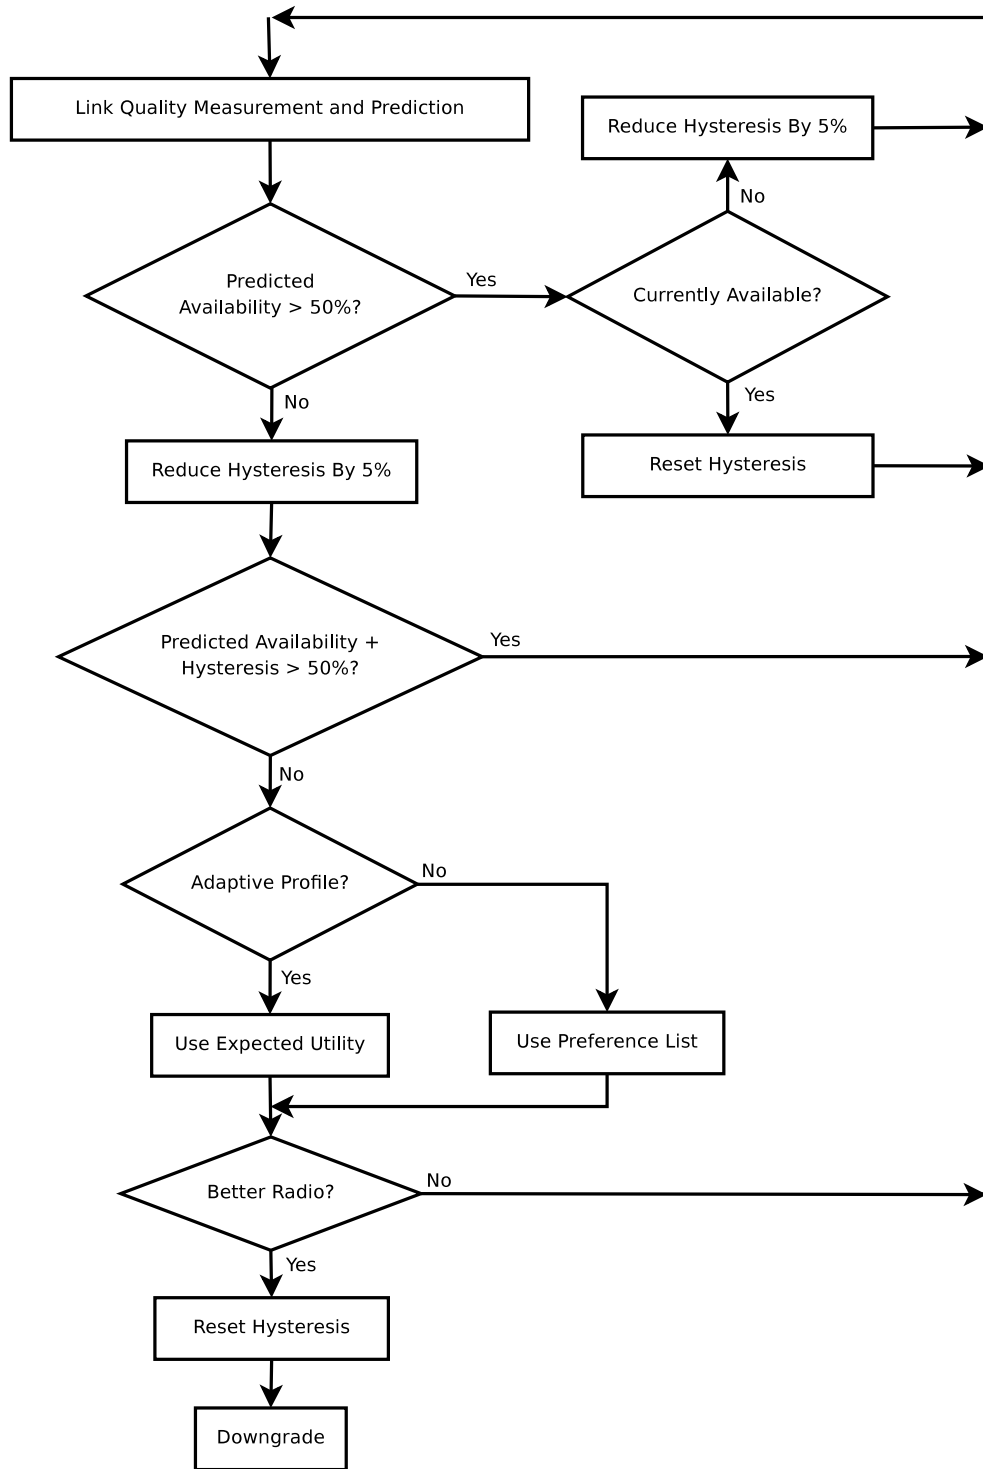 Link Quality Measurement and Prediction
Reduce Hysteresis By 5%
No
Predicted
Availability > 50%?
Yes
Currently Available?
No
Yes
Reduce Hysteresis By 5%
Reset Hysteresis
Predicted Availability +
Hysteresis > 50%?
Yes
No
Adaptive Profile?
No
Yes
Use Expected Utility
Use Preference List
Better Radio?
No
Yes
Reset Hysteresis
Downgrade